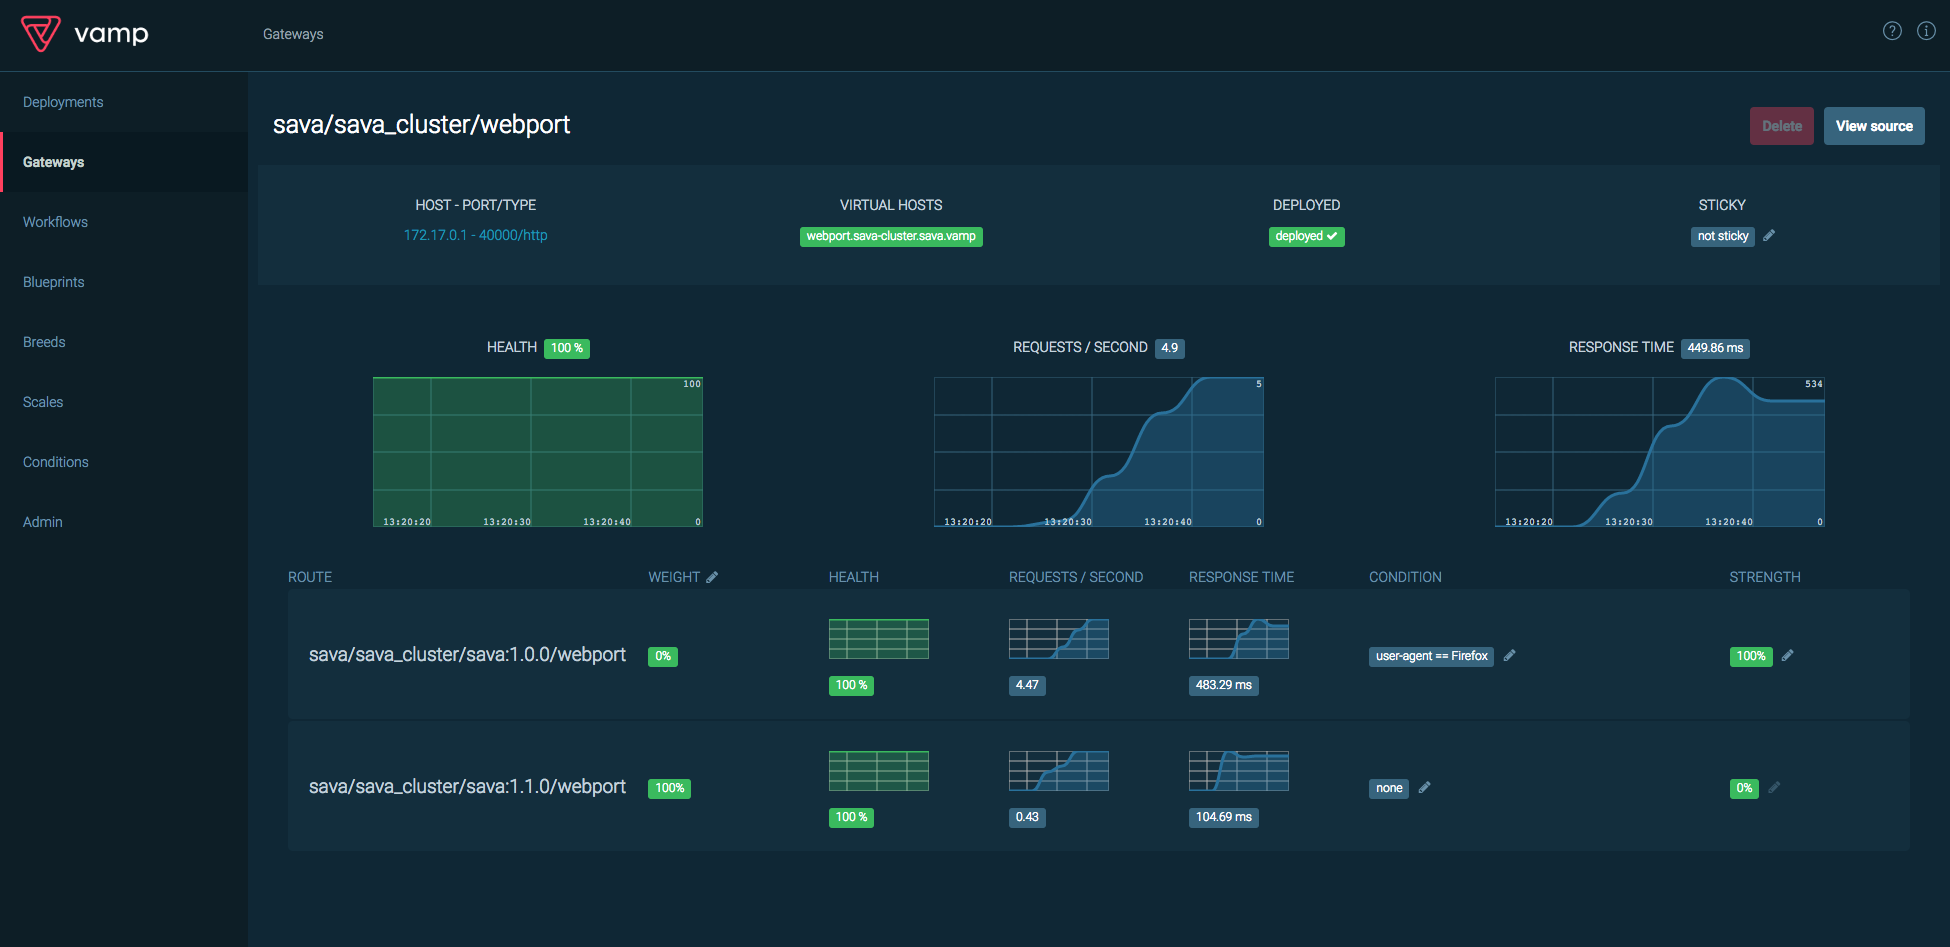 vamp
Gateways
Deployments
Gateways
Workflows
Blueprints
Breeds
Scales
Conditions
Admin
sava/sava_cluster/webport
Delete
View source
HOST - PORT/TYPE
VIRTUAL HOSTS
DEPLOYED
STICKY
172.17.0.1 - 40000/http
webport.sava-cluster.sava.vamp
deployed
not sticky
HEALTH 100 %
REQUESTS / SECOND 4.9
RESPONSE TIME 449.86 ms
100
13:20:20 13:20:30 13:20:40 0
5
13:20:20 13:20:30 13:20:40 0
534
13:20:20 13:20:30 13:20:40 0
ROUTE WEIGHT HEALTH REQUESTS / SECOND RESPONSE TIME CONDITION STRENGTH
sava/sava_cluster/sava:1.0.0/webport 0% user-agent == Firefox 100%
100 % 4.47 483.29 ms
sava/sava_cluster/sava:1.1.0/webport 100% none 0%
100 % 0.43 104.69 ms